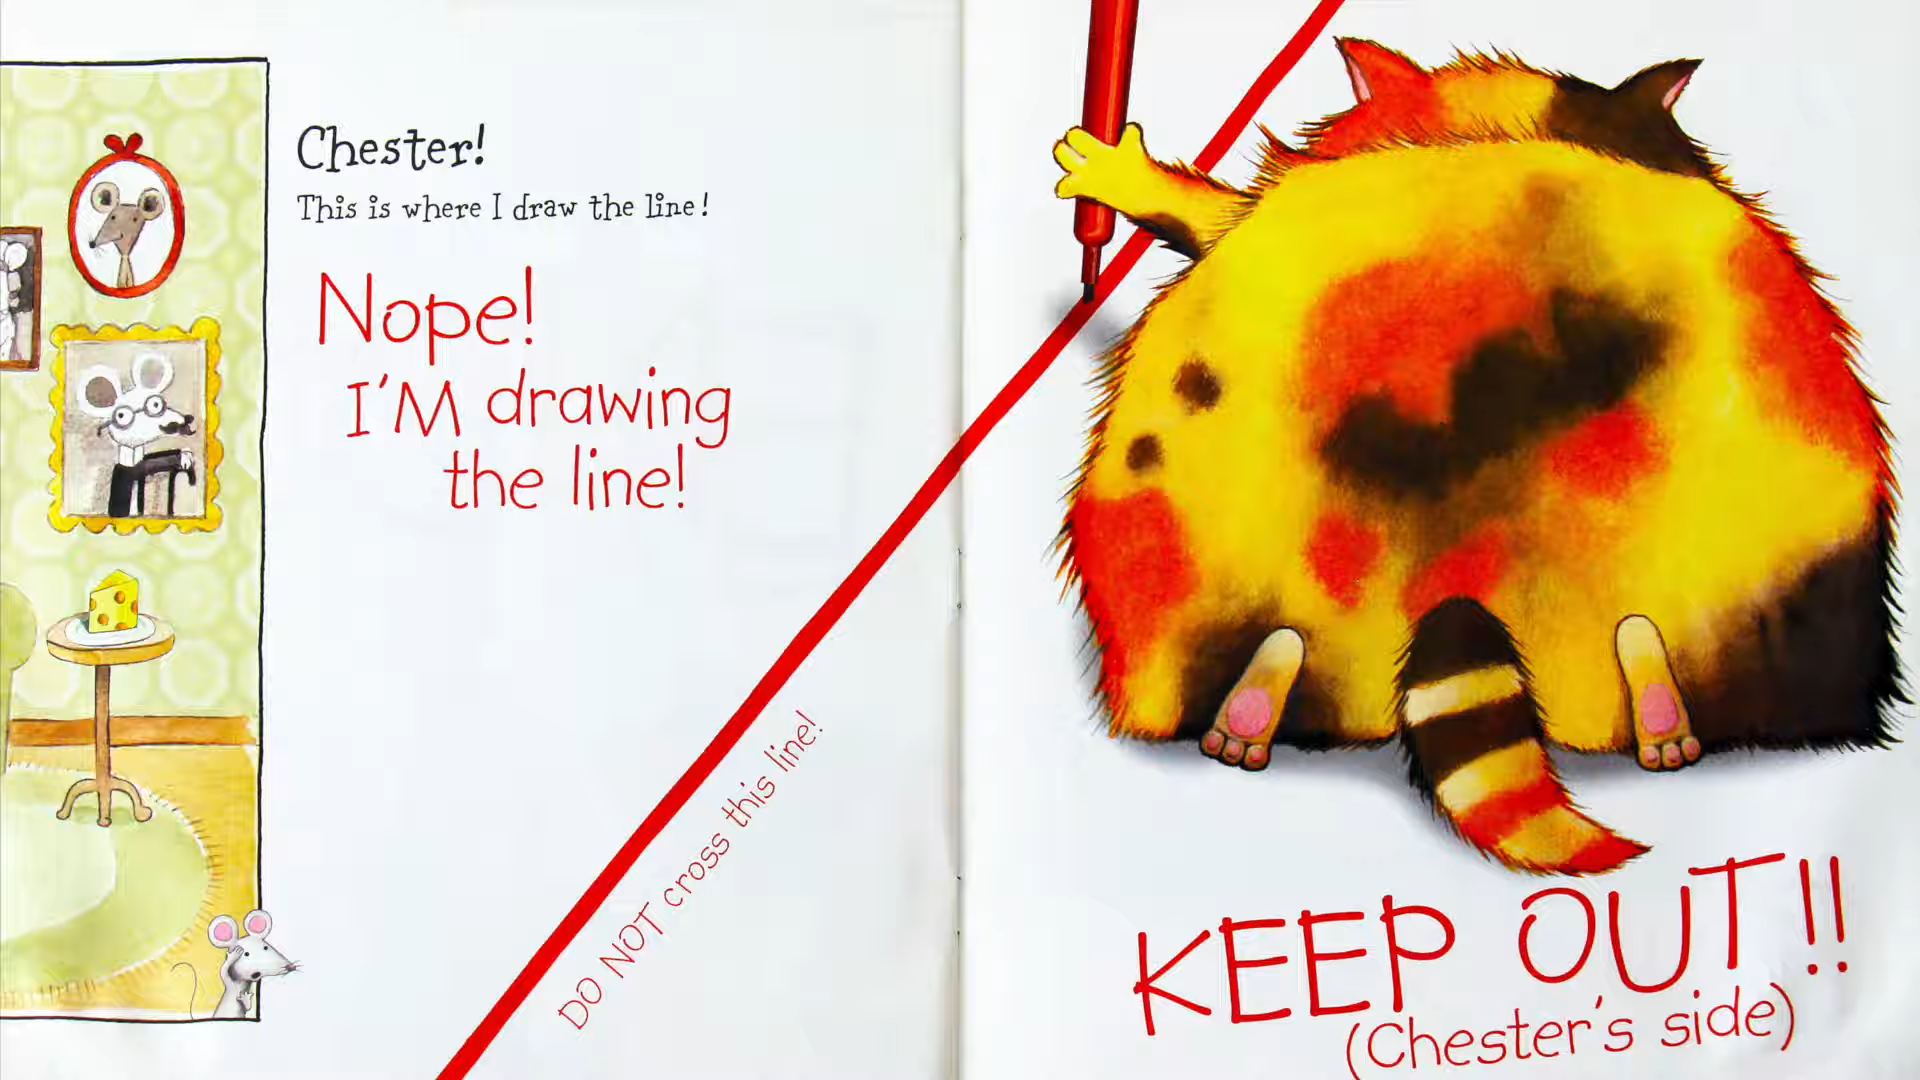 Chester!
This is where I draw the line!
Nope!
I'M drawing
the line!
DO NOT cross this line!
KEEP OUT!!
(Chester's side)